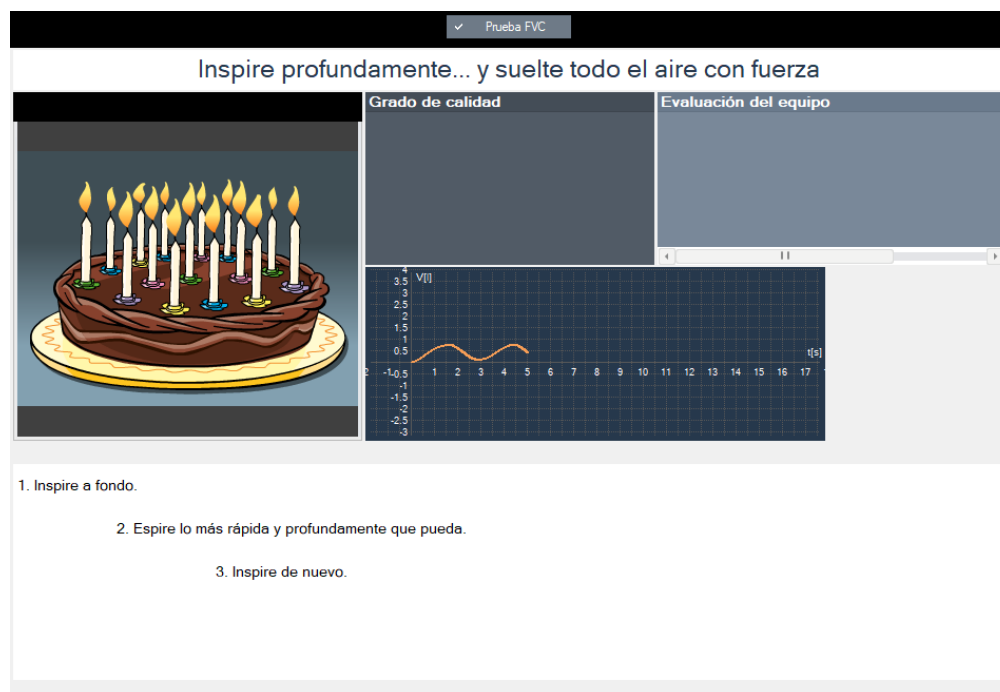 Prueba FVC
Inspire profundamente... y suelte todo el aire con fuerza
Grado de calidad
Evaluación del equipo
4
3.5
V[l]
3
2.5
2
1.5
1
0.5
t[s]
2 -1 -0.5 1 2 3 4 5 6 7 8 9 10 11 12 13 14 15 16 17
-1
-1.5
-2
-2.5
-3
1. Inspire a fondo.
2. Espire lo más rápida y profundamente que pueda.
3. Inspire de nuevo.